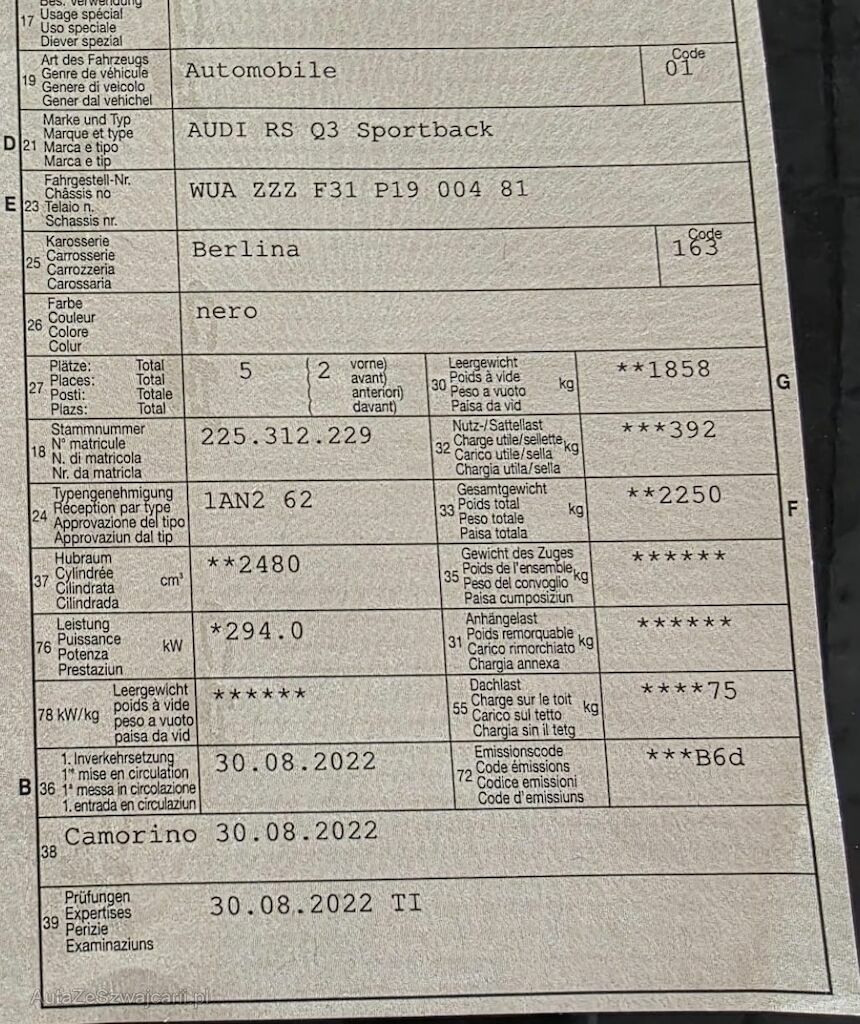 Bes. Verwendung
17 Usage spécial
Uso speciale
Diever spezial
19 Art des Fahrzeugs
Genre de véhicule
Genere di veicolo
Gener dal vehichel
Automobile
Code
01
D 21 Marke und Typ
Marque et type
Marca e tipo
Marca e tip
AUDI RS Q3 Sportback
E 23 Fahrgestell-Nr.
Châssis no
Telaio n.
Schassis nr.
WUA ZZZ F31 P19 004 81
25 Karosserie
Carrosserie
Carrozzeria
Carossaria
Berlina
Code
163
26 Farbe
Couleur
Colore
Colur
nero
27 Plätze: Total
Places: Total
Posti: Totale
Plazs: Total
5
2 vorne)
avant)
anteriori)
davant)
30 Leergewicht
Poids à vide
Peso a vuoto
Paisa da vid
kg
**1858
G
18 Stammnummer
N° matricule
N. di matricola
Nr. da matricla
225.312.229
32 Nutz-/Sattellast
Charge utile/sellette
Carico utile/sella
Chargia utila/sella
kg
***392
24 Typengenehmigung
Réception par type
Approvazione del tipo
Approvaziun dal tip
1AN2 62
33 Gesamtgewicht
Poids total
Peso totale
Paisa totala
kg
**2250
F
37 Hubraum
Cylindrée
Cilindrata
Cilindrada
cm³
**2480
35 Gewicht des Zuges
Poids de l'ensemble
Peso del convoglio
Paisa cumposiziun
kg
******
76 Leistung
Puissance
Potenza
Prestaziun
kW
*294.0
31 Anhängelast
Poids remorquable
Carico rimorchiato
Chargia annexa
kg
******
78 kW/kg
Leergewicht
poids à vide
peso a vuoto
paisa da vid
******
55 Dachlast
Charge sur le toit
Carico sul tetto
Chargia sin il tetg
kg
****75
B 36 1. Inverkehrsetzung
1re mise en circulation
1a messa in circolazione
1. entrada en circulaziun
30.08.2022
72 Emissionscode
Code émissions
Codice emissioni
Code d'emissiuns
***B6d
38 Camorino 30.08.2022
39 Prüfungen
Expertises
Perizie
Examinaziuns
30.08.2022 TI
AutaZeSzwajcarii.pl